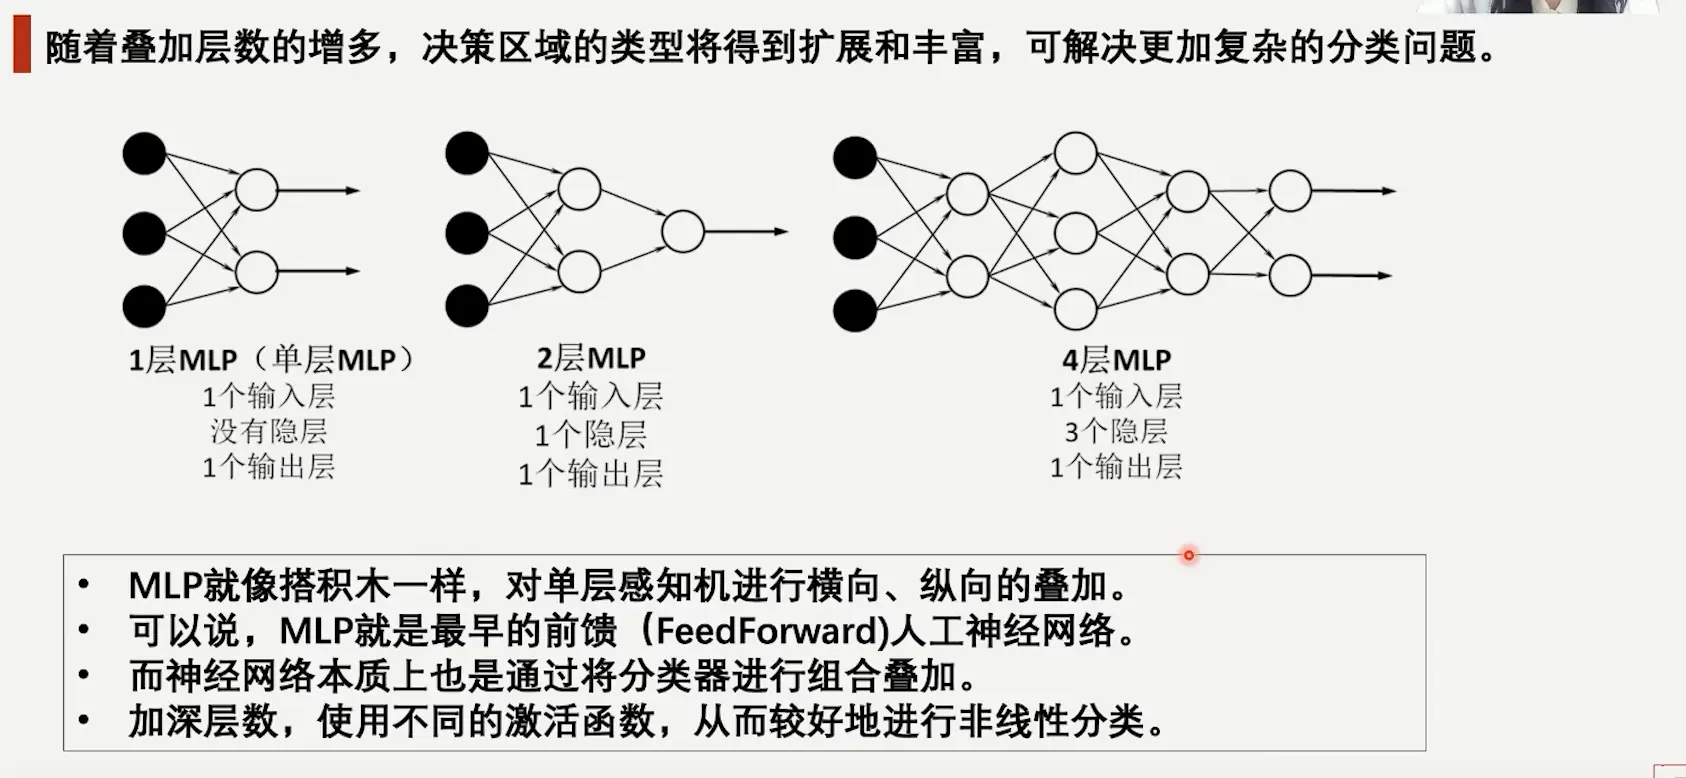 随着叠加层数的增多，决策区域的类型将得到扩展和丰富，可解决更加复杂的分类问题。
1层MLP（单层MLP）
1个输入层
没有隐层
1个输出层
2层MLP
1个输入层
1个隐层
1个输出层
4层MLP
1个输入层
3个隐层
1个输出层
• MLP就像搭积木一样，对单层感知机进行横向、纵向的叠加。
• 可以说，MLP就是最早的前馈（FeedForward)人工神经网络。
• 而神经网络本质上也是通过将分类器进行组合叠加。
• 加深层数，使用不同的激活函数，从而较好地进行非线性分类。